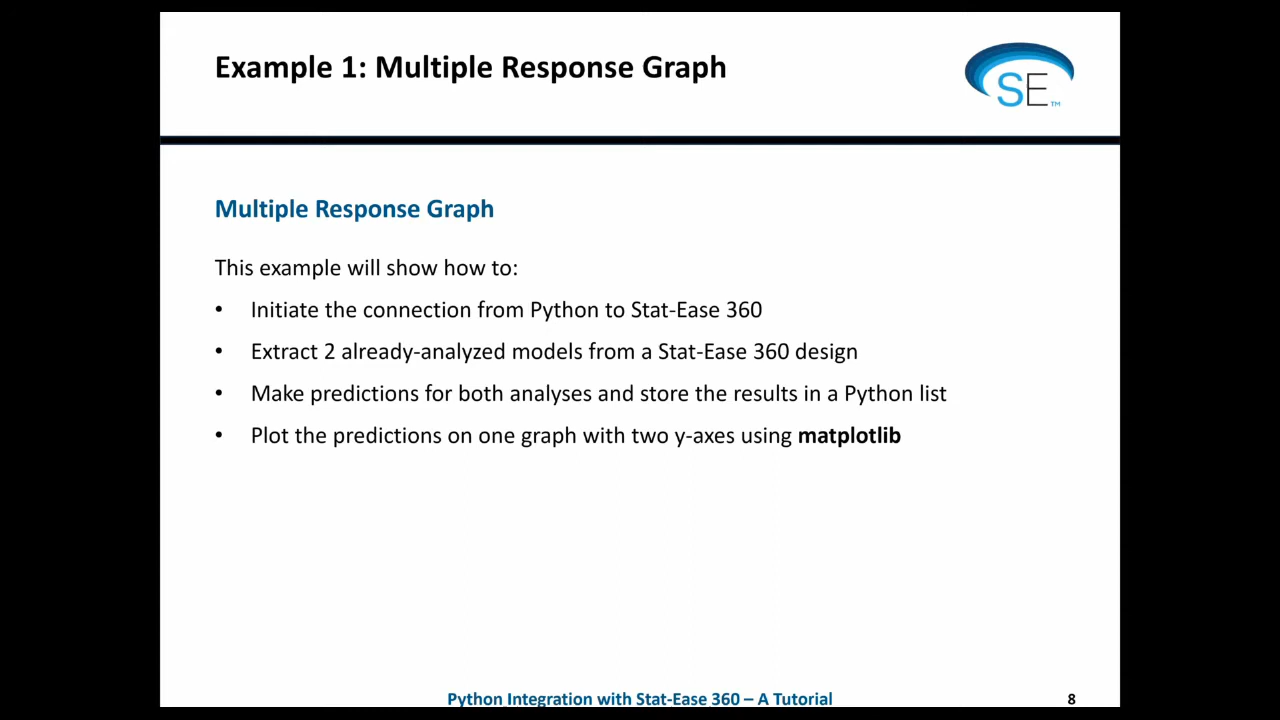 Example 1: Multiple Response Graph
SE™
Multiple Response Graph
This example will show how to:
• Initiate the connection from Python to Stat-Ease 360
• Extract 2 already-analyzed models from a Stat-Ease 360 design
• Make predictions for both analyses and store the results in a Python list
• Plot the predictions on one graph with two y-axes using matplotlib
Python Integration with Stat-Ease 360 – A Tutorial
8